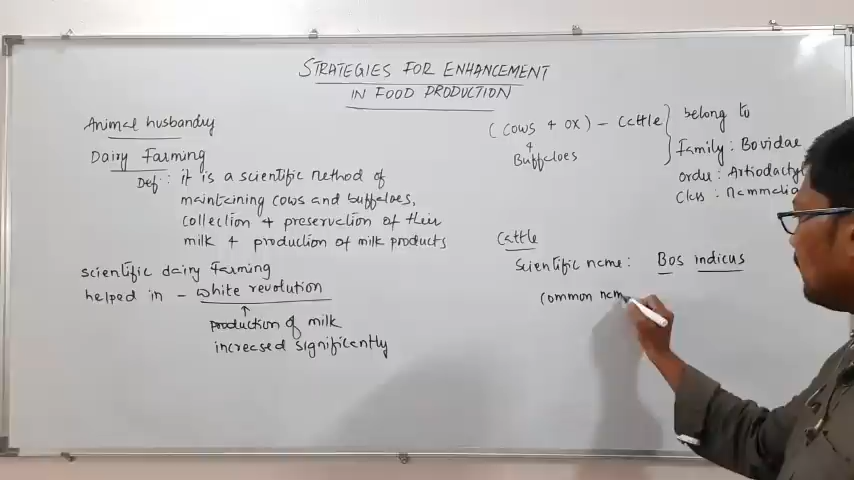 STRATEGIES FOR ENHANCEMENT
IN FOOD PRODUCTION
Animal husbandry
Dairy Farming
Def: it is a scientific method of
maintaining cows and buffaloes,
collection & preservation of their
milk & production of milk products
scientific dairy farming
helped in - white revolution
↑
production of milk
increased significantly
(cows & ox) - cattle
&
Buffaloes
belong to
Family: Bovidae
order: Artiodactyl
Class: Mammalia
Cattle
Scientific name: Bos indicus
Common nam